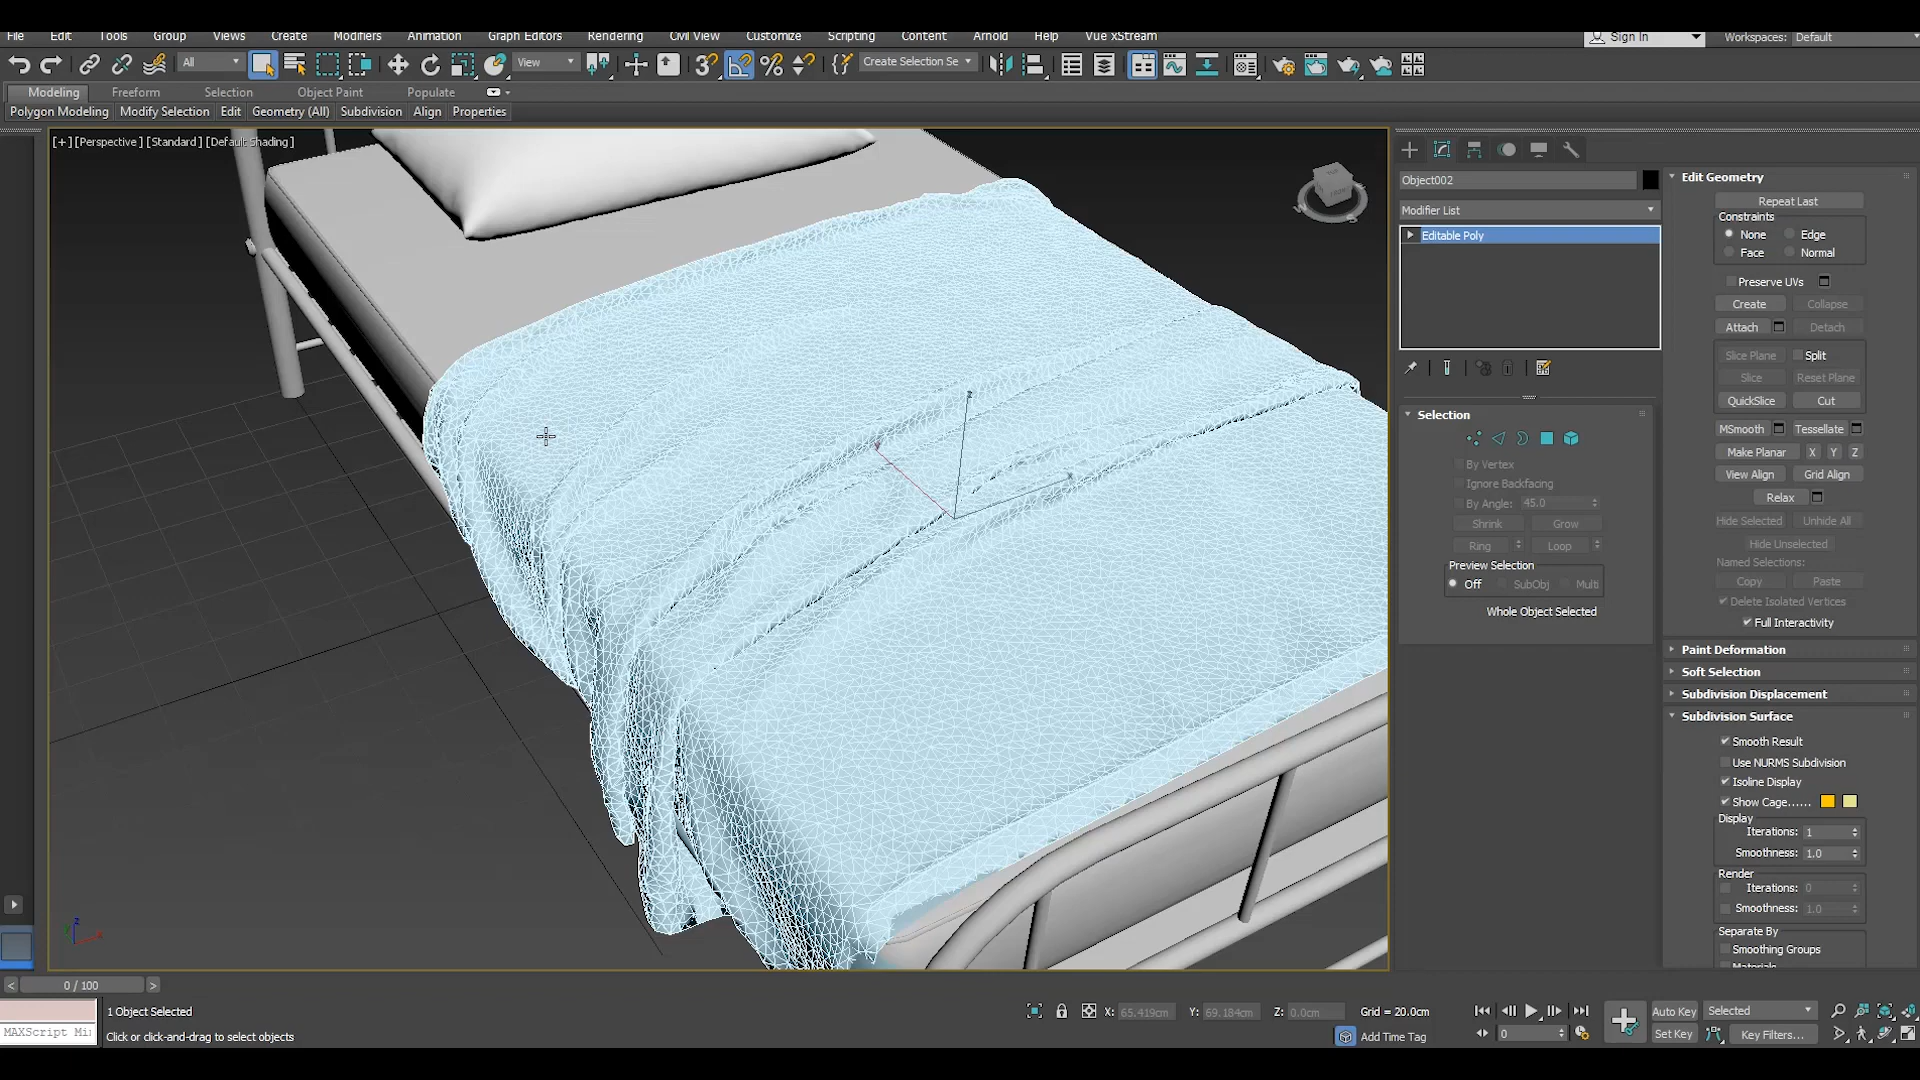 File Edit Tools Group Views Create Modifiers Animation Graph Editors Rendering Civil View Customize Scripting Content Arnold Help Vue xStream
Sign In Workspaces: Default
All View Create Selection Se
Modeling Freeform Selection Object Paint Populate
Polygon Modeling Modify Selection Edit Geometry (All) Subdivision Align Properties
[+] [Perspective] [Standard] [Default Shading]
Object002
Modifier List
Editable Poly
Selection
By Vertex
Ignore Backfacing
By Angle: 45.0
Shrink Grow
Ring Loop
Preview Selection
Off SubObj Multi
Whole Object Selected
Edit Geometry
Repeat Last
Constraints
None Edge
Face Normal
Preserve UVs
Create Collapse
Attach Detach
Slice Plane Split
Slice Reset Plane
QuickSlice Cut
MSmooth Tessellate
Make Planar X Y Z
View Align Grid Align
Relax
Hide Selected Unhide All
Hide Unselected
Named Selections:
Copy Paste
Delete Isolated Vertices
Full Interactivity
Paint Deformation
Soft Selection
Subdivision Displacement
Subdivision Surface
Smooth Result
Use NURMS Subdivision
Isoline Display
Show Cage......
Display
Iterations: 1
Smoothness: 1.0
Render
Iterations: 0
Smoothness: 1.0
Separate By
Smoothing Groups
Materials
< 0 / 100 >
1 Object Selected
X: 65.419cm Y: 69.184cm Z: 0.0cm Grid = 20.0cm
Auto Key Selected
MAXScript Mi
Click or click-and-drag to select objects
Add Time Tag
0
Set Key Key Filters...